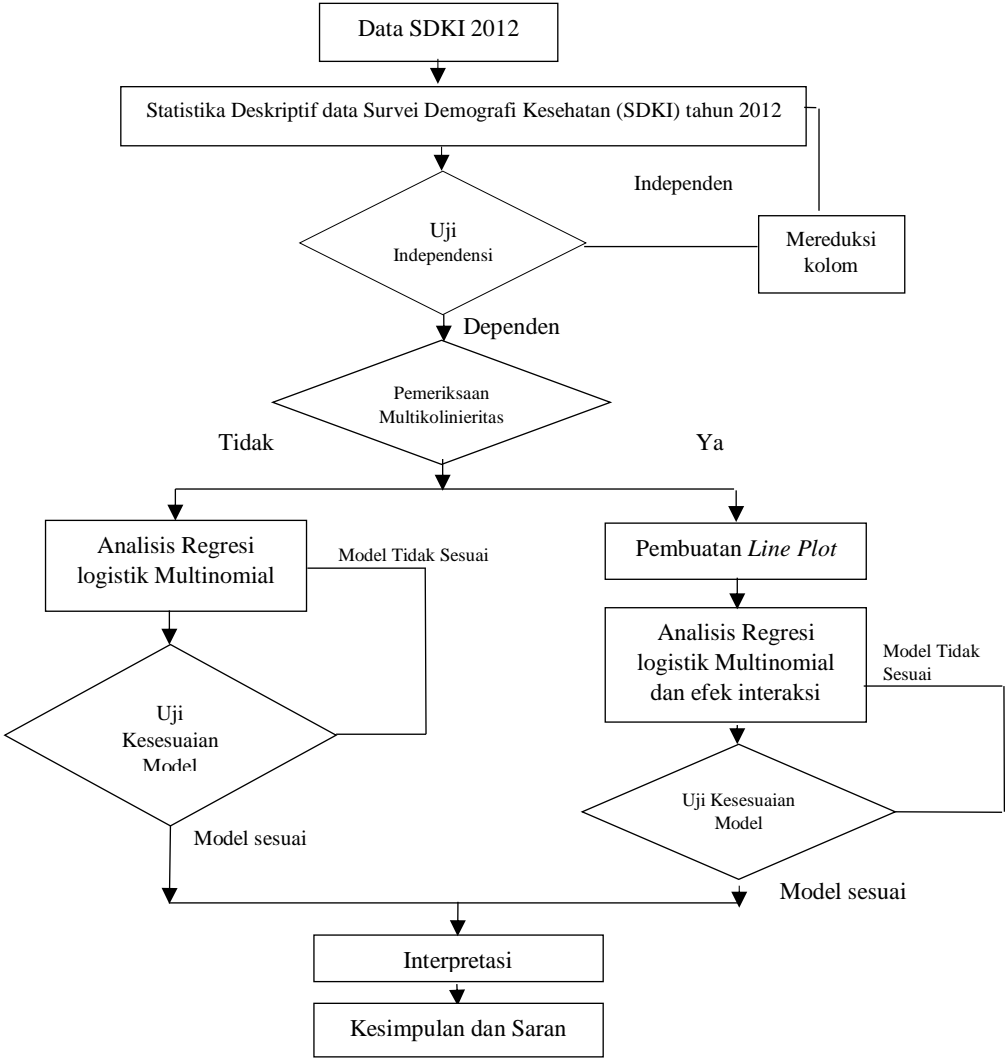 Data SDKI 2012
Statistika Deskriptif data Survei Demografi Kesehatan (SDKI) tahun 2012
Independen
Uji
Independensi
Mereduksi
kolom
Dependen
Pemeriksaan
Multikolinieritas
Tidak
Ya
Analisis Regresi
logistik Multinomial
Model Tidak Sesuai
Pembuatan Line Plot
Analisis Regresi
logistik Multinomial
dan efek interaksi
Model Tidak
Sesuai
Uji
Kesesuaian
Model
Uji Kesesuaian
Model
Model sesuai
Model sesuai
Interpretasi
Kesimpulan dan Saran